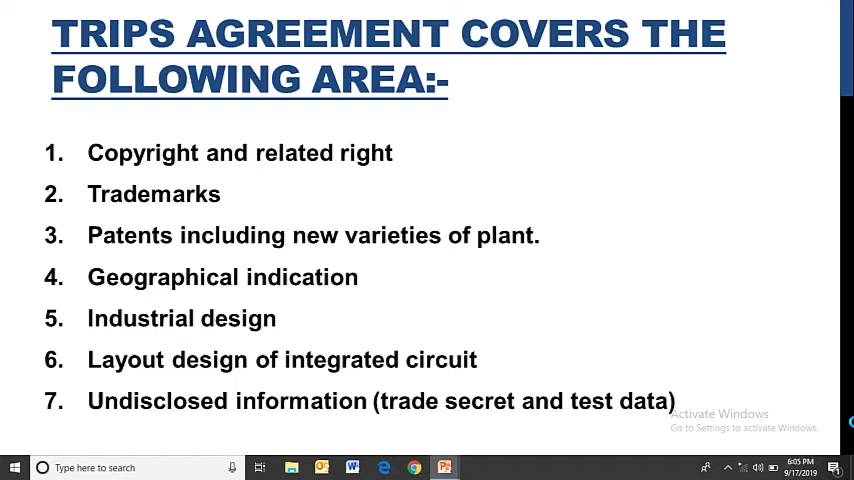 TRIPS AGREEMENT COVERS THE
FOLLOWING AREA:-
1. Copyright and related right
2. Trademarks
3. Patents including new varieties of plant.
4. Geographical indication
5. Industrial design
6. Layout design of integrated circuit
7. Undisclosed information (trade secret and test data)
Activate Windows
Go to Settings to activate Windows.
Type here to search
6:05 PM
9/17/2019